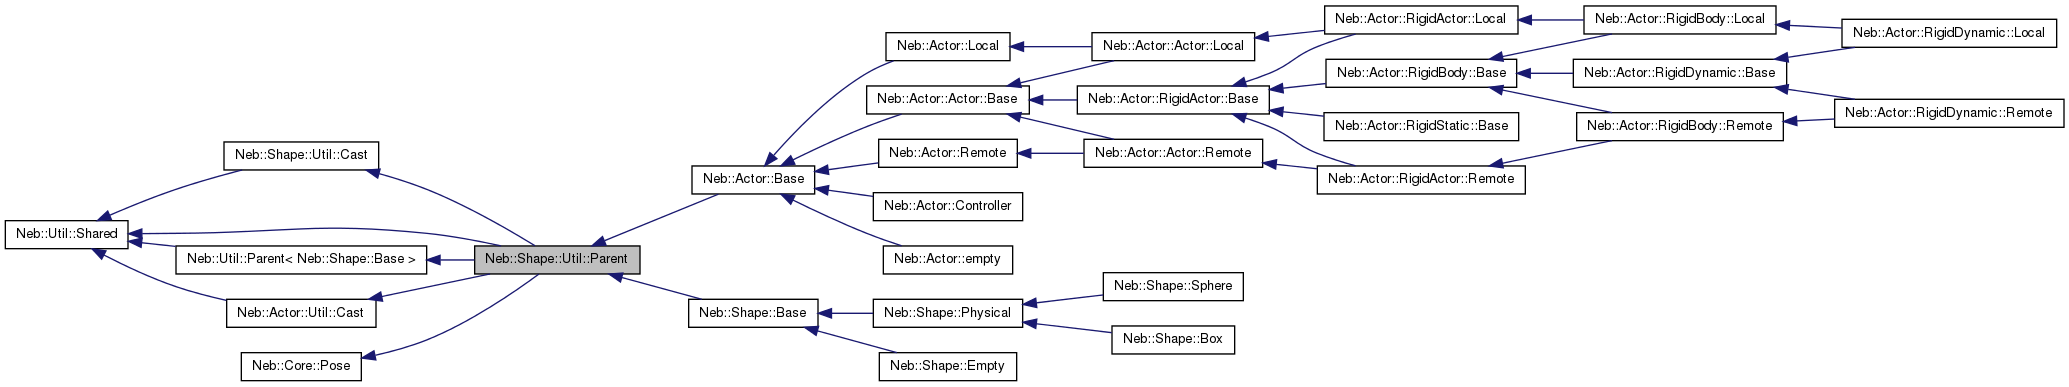 Neb::Util::Shared
Neb::Shape::Util::Cast
Neb::Util::Parent< Neb::Shape::Base >
Neb::Actor::Util::Cast
Neb::Core::Pose
Neb::Shape::Util::Parent
Neb::Actor::Base
Neb::Shape::Base
Neb::Actor::Local
Neb::Actor::Actor::Base
Neb::Actor::Remote
Neb::Actor::Controller
Neb::Actor::empty
Neb::Shape::Physical
Neb::Shape::Empty
Neb::Actor::Actor::Local
Neb::Actor::RigidActor::Base
Neb::Actor::Actor::Remote
Neb::Shape::Sphere
Neb::Shape::Box
Neb::Actor::RigidActor::Local
Neb::Actor::RigidBody::Base
Neb::Actor::RigidStatic::Base
Neb::Actor::RigidActor::Remote
Neb::Actor::RigidBody::Local
Neb::Actor::RigidDynamic::Base
Neb::Actor::RigidBody::Remote
Neb::Actor::RigidDynamic::Local
Neb::Actor::RigidDynamic::Remote